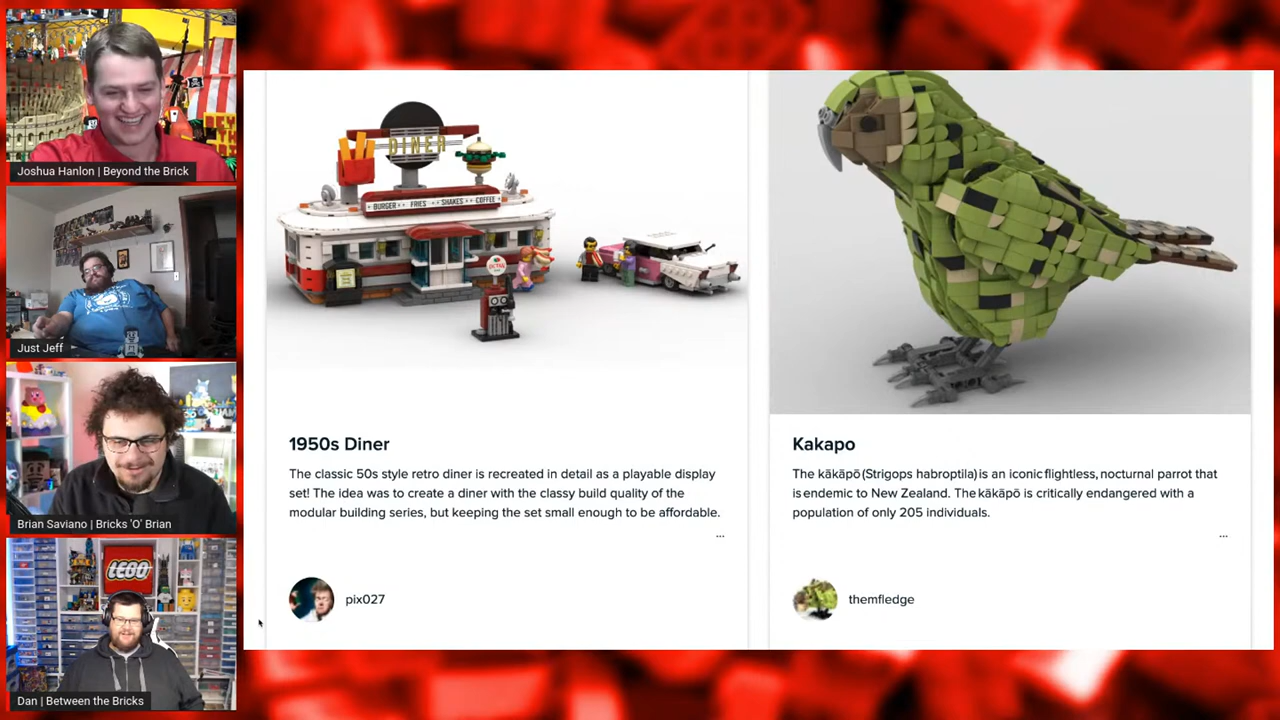 Joshua Hanlon | Beyond the Brick
Just Jeff
Brian Saviano | Bricks 'O' Brian
LEGO
Dan | Between the Bricks
DINER
BURGER FRIES SHAKES COFFEE
1950s Diner
The classic 50s style retro diner is recreated in detail as a playable display
set! The idea was to create a diner with the classy build quality of the
modular building series, but keeping the set small enough to be affordable.
...
pix027
Kakapo
The kākāpō (Strigops habroptila) is an iconic flightless, nocturnal parrot that
is endemic to New Zealand. The kākāpō is critically endangered with a
population of only 205 individuals.
...
themfledge